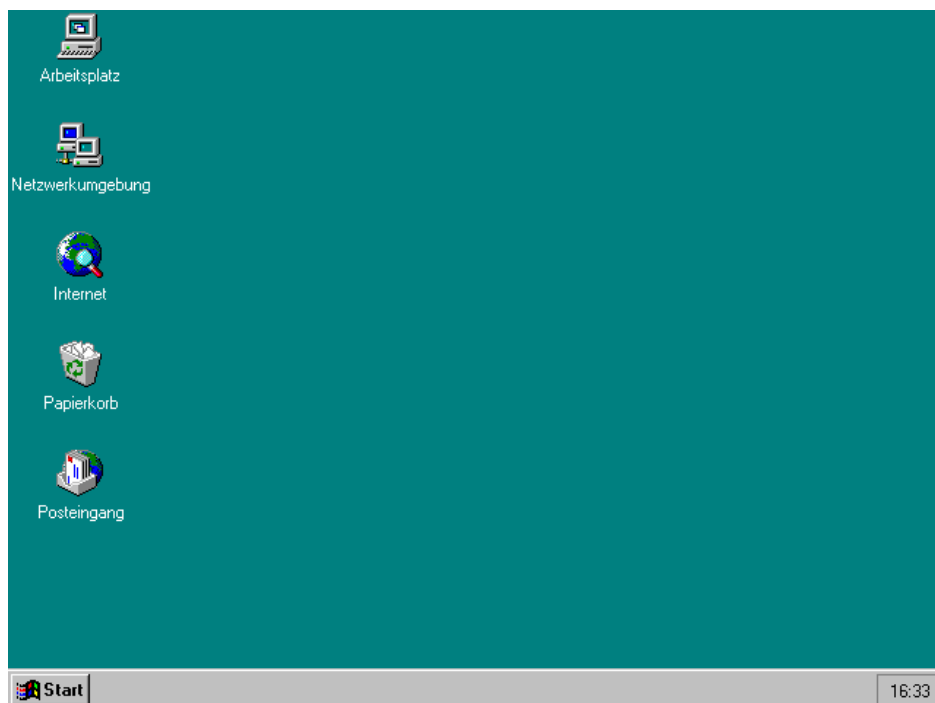 Arbeitsplatz
Netzwerkumgebung
Internet
Papierkorb
Posteingang
Start
16:33